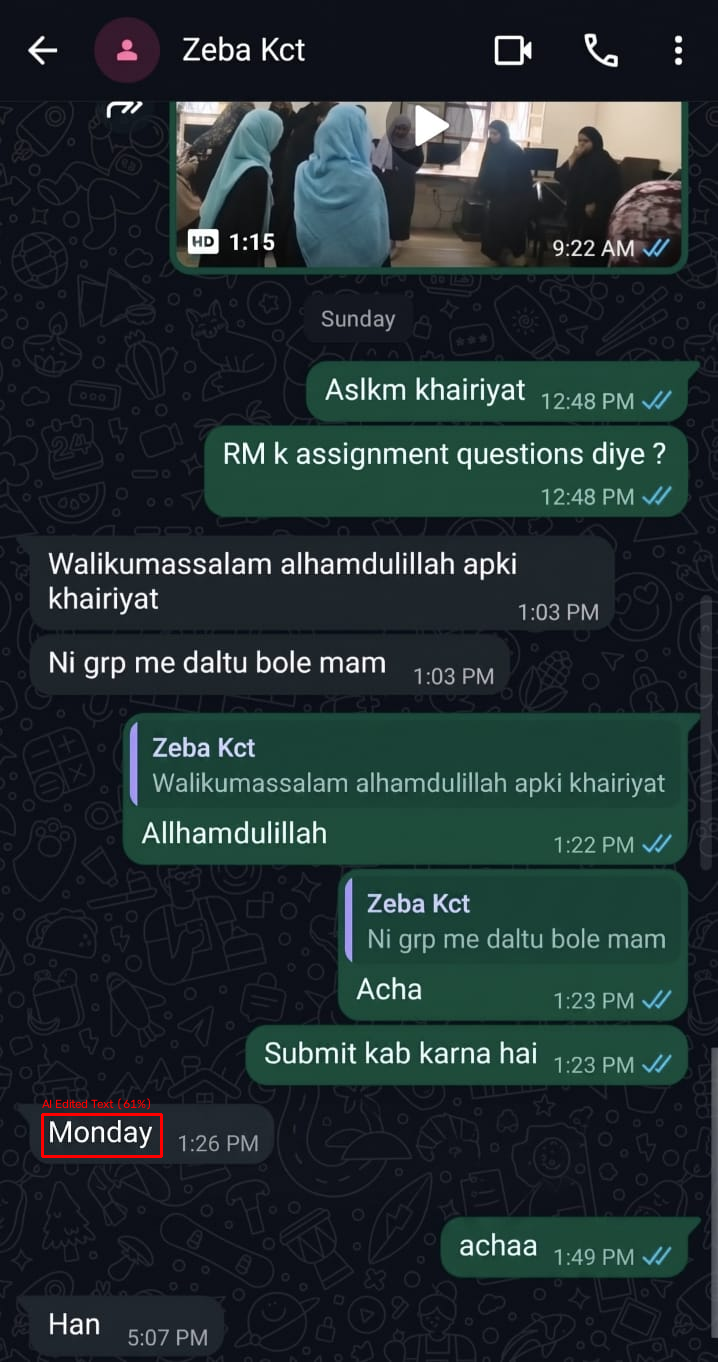 Zeba Kct
HD 1:15
9:22 AM
Sunday
Aslkm khairiyat 12:48 PM
RM k assignment questions diye ?
12:48 PM
Walikumassalam alhamdulillah apki
khairiyat
1:03 PM
Ni grp me daltu bole mam 1:03 PM
Zeba Kct
Walikumassalam alhamdulillah apki khairiyat
Allhamdulillah 1:22 PM
Zeba Kct
Ni grp me daltu bole mam
Acha 1:23 PM
Submit kab karna hai 1:23 PM
AI Edited Text (61%)
Monday 1:26 PM
achaa 1:49 PM
Han 5:07 PM